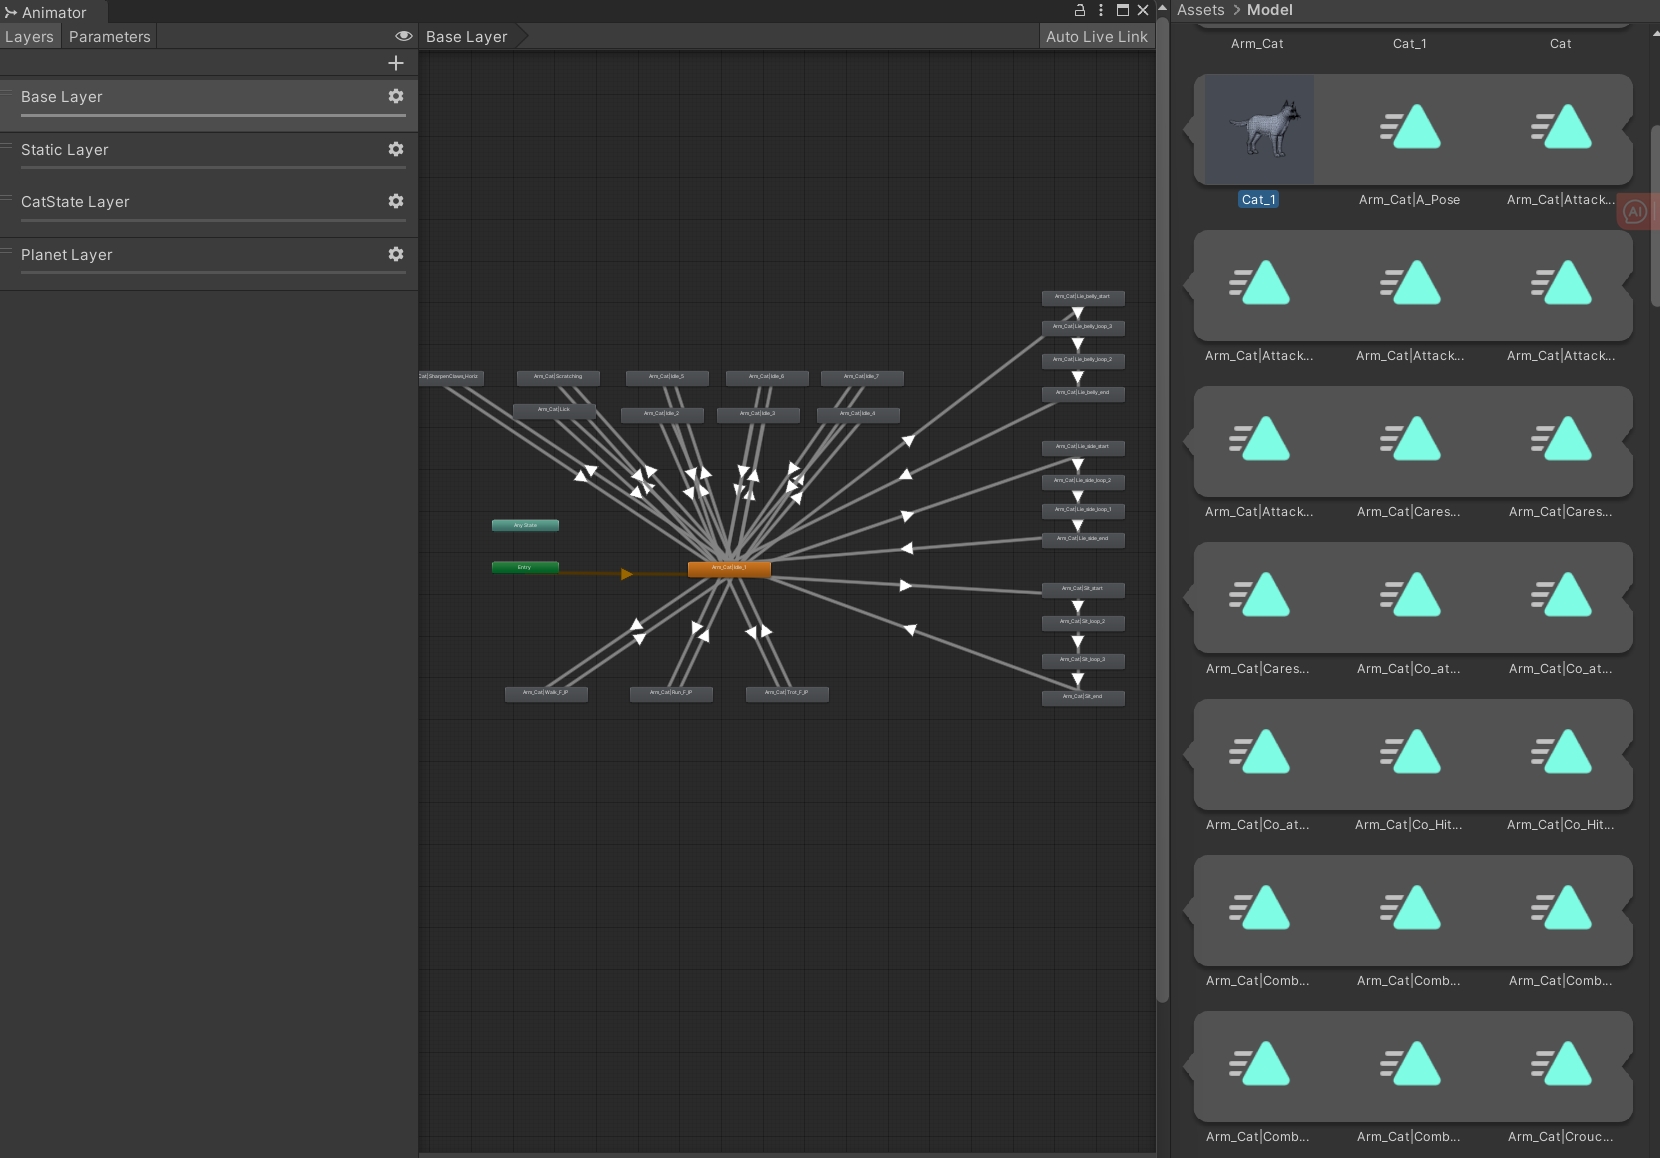 Animator
Layers
Parameters
Base Layer
Auto Live Link
Base Layer
Static Layer
CatState Layer
Planet Layer
Cat|SharpenClaws_Horiz
Arm_Cat|Scratching
Arm_Cat|Idle_5
Arm_Cat|Idle_6
Arm_Cat|Idle_7
Arm_Cat|Lick
Arm_Cat|Idle_2
Arm_Cat|Idle_3
Arm_Cat|Idle_4
Any State
Entry
Arm_Cat|Idle_1
Arm_Cat|Walk_F_IP
Arm_Cat|Run_F_IP
Arm_Cat|Trot_F_IP
Arm_Cat|Lie_belly_start
Arm_Cat|Lie_belly_loop_3
Arm_Cat|Lie_belly_loop_2
Arm_Cat|Lie_belly_end
Arm_Cat|Lie_side_start
Arm_Cat|Lie_side_loop_2
Arm_Cat|Lie_side_loop_1
Arm_Cat|Lie_side_end
Arm_Cat|Sit_start
Arm_Cat|Sit_loop_2
Arm_Cat|Sit_loop_3
Arm_Cat|Sit_end
Assets > Model
Arm_Cat
Cat_1
Cat
Cat_1
Arm_Cat|A_Pose
Arm_Cat|Attack...
AI
Arm_Cat|Attack...
Arm_Cat|Attack...
Arm_Cat|Attack...
Arm_Cat|Attack...
Arm_Cat|Cares...
Arm_Cat|Cares...
Arm_Cat|Cares...
Arm_Cat|Co_at...
Arm_Cat|Co_at...
Arm_Cat|Co_at...
Arm_Cat|Co_Hit...
Arm_Cat|Co_Hit...
Arm_Cat|Comb...
Arm_Cat|Comb...
Arm_Cat|Comb...
Arm_Cat|Comb...
Arm_Cat|Comb...
Arm_Cat|Crouc...